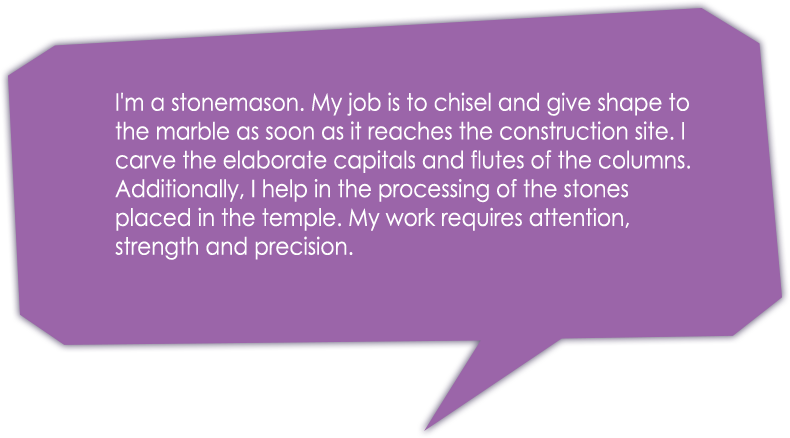 I'm a stonemason. My job is to chisel and give shape to
the marble as soon as it reaches the construction site. I
carve the elaborate capitals and flutes of the columns.
Additionally, I help in the processing of the stones
placed in the temple. My work requires attention,
strength and precision.